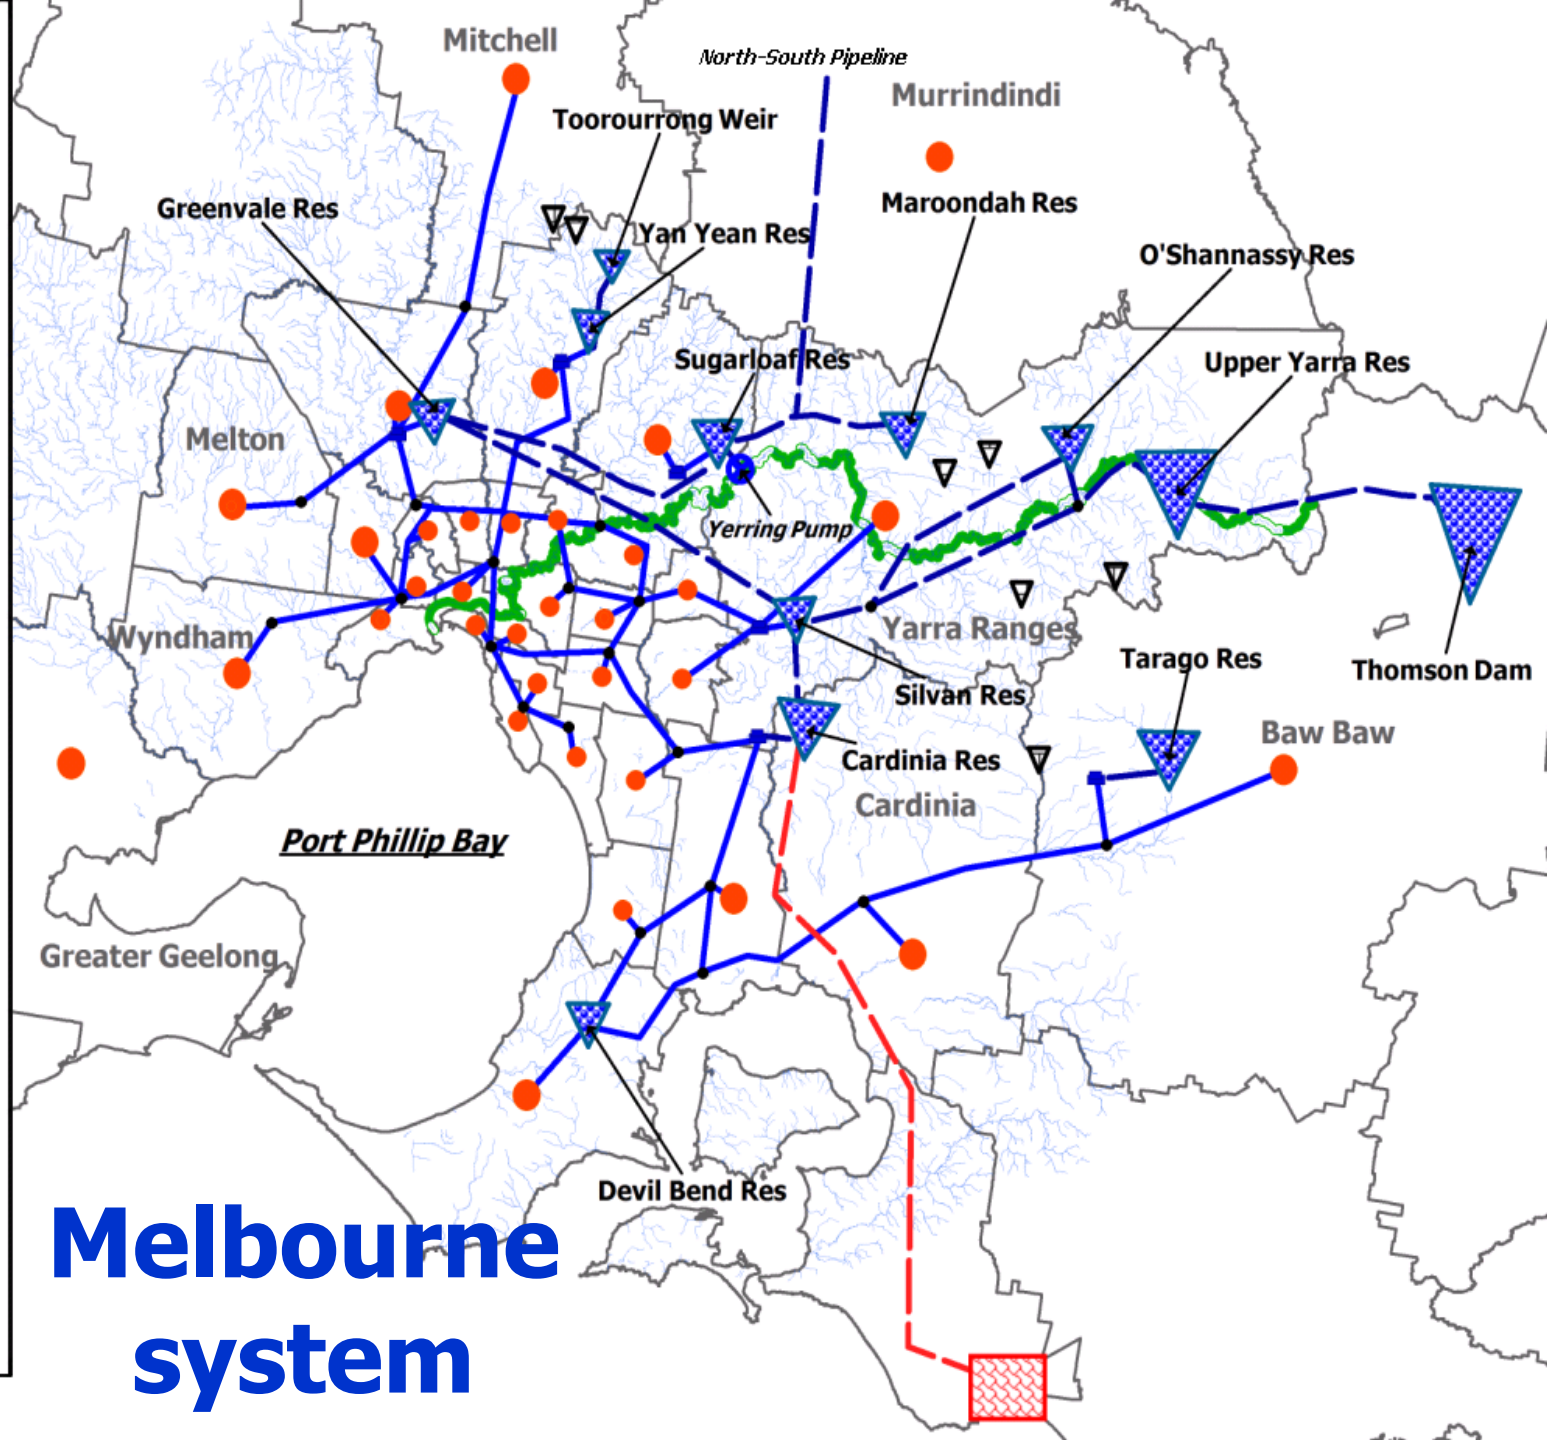 Mitchell
North-South Pipeline
Murrindindi
Toorourrong Weir
Maroondah Res
Greenvale Res
Yan Yean Res
O'Shannassy Res
Sugarloaf Res
Upper Yarra Res
Melton
Yerring Pump
Wyndham
Yarra Ranges
Tarago Res
Thomson Dam
Silvan Res
Baw Baw
Cardinia Res
Cardinia
Port Phillip Bay
Greater Geelong
Devil Bend Res
Melbourne
system